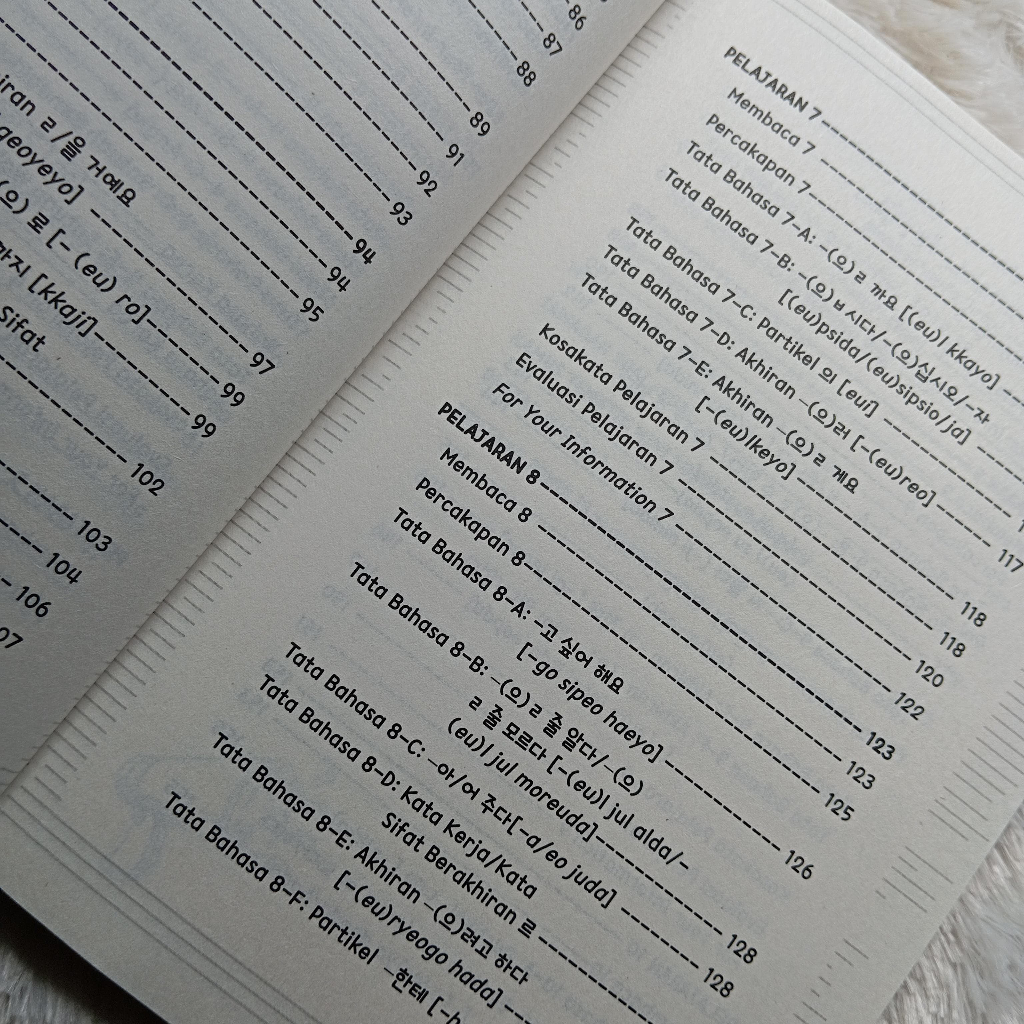 86
87
88
89
91
92
93
94
ㄹ/을 거예요
geoyeyo] 94
95
(으) 로 [- (eu) ro] 97
[kkaji] 99
Sifat 99
102
103
104
106
PELAJARAN 7
Membaca 7
Percakapan 7
Tata Bahasa 7-A: -(으) ㄹ 까요 [(eu)l kkayo]
Tata Bahasa 7-B: -(으) ㅂ 시다/-(으)십시오/-자
[(eu)psida/(eu)sipsio/ja]
Tata Bahasa 7-C: Partikel 의 [eui]
Tata Bahasa 7-D: Akhiran -(으)러 [-(eu)reo] 117
Tata Bahasa 7-E: Akhiran -(으) ㄹ 게요
[-(eu)lkeyo] 118
Kosakata Pelajaran 7 118
Evaluasi Pelajaran 7 120
For Your Information 7 122
PELAJARAN 8 123
Membaca 8 123
Percakapan 8 125
Tata Bahasa 8-A: -고 싶어 해요
[-go sipeo haeyo] 126
Tata Bahasa 8-B: -(으) ㄹ 줄 알다/-(으)
ㄹ 줄 모르다 [-(eu)l jul alda/-
(eu)l jul moreuda] 128
Tata Bahasa 8-C: -아/어 주다[-a/eo juda] 128
Tata Bahasa 8-D: Kata Kerja/Kata
Sifat Berakhiran 르
Tata Bahasa 8-E: Akhiran -(으)려고 하다
[-(eu)ryeogo hada]
Tata Bahasa 8-F: Partikel -한테